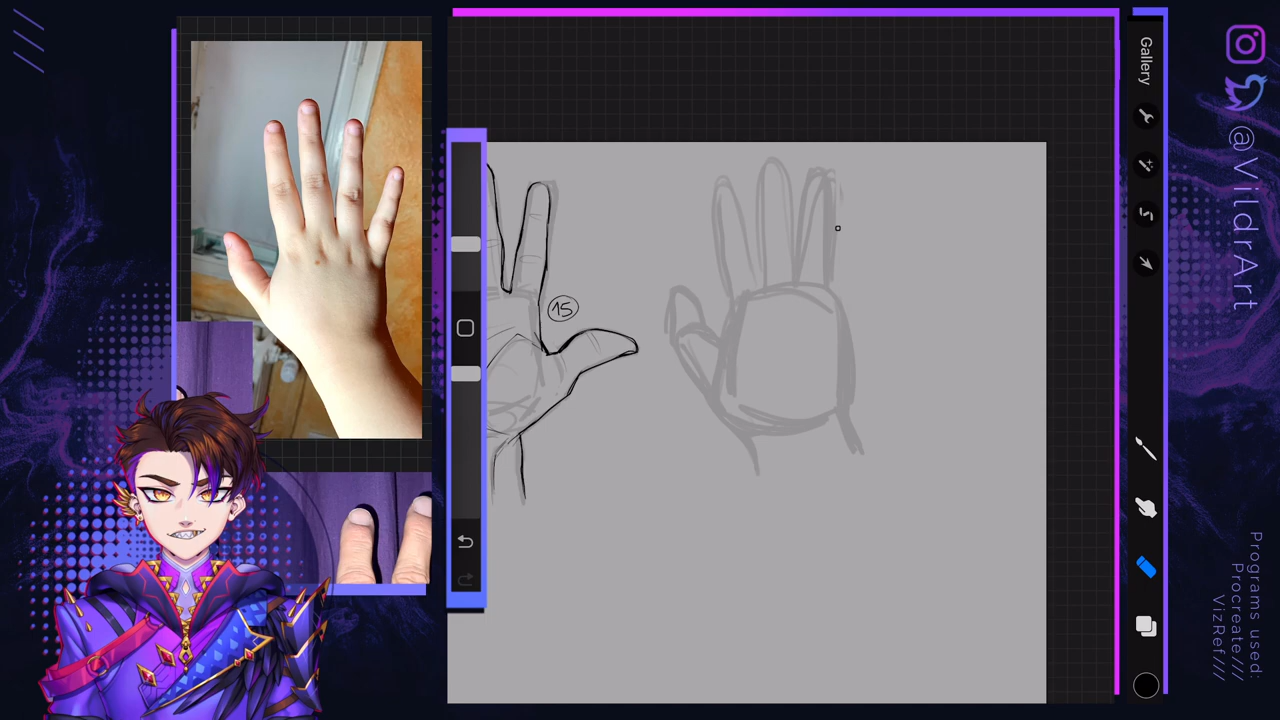 Gallery
@VildrArt
15
Programs used:
Procreate///
VizRef///